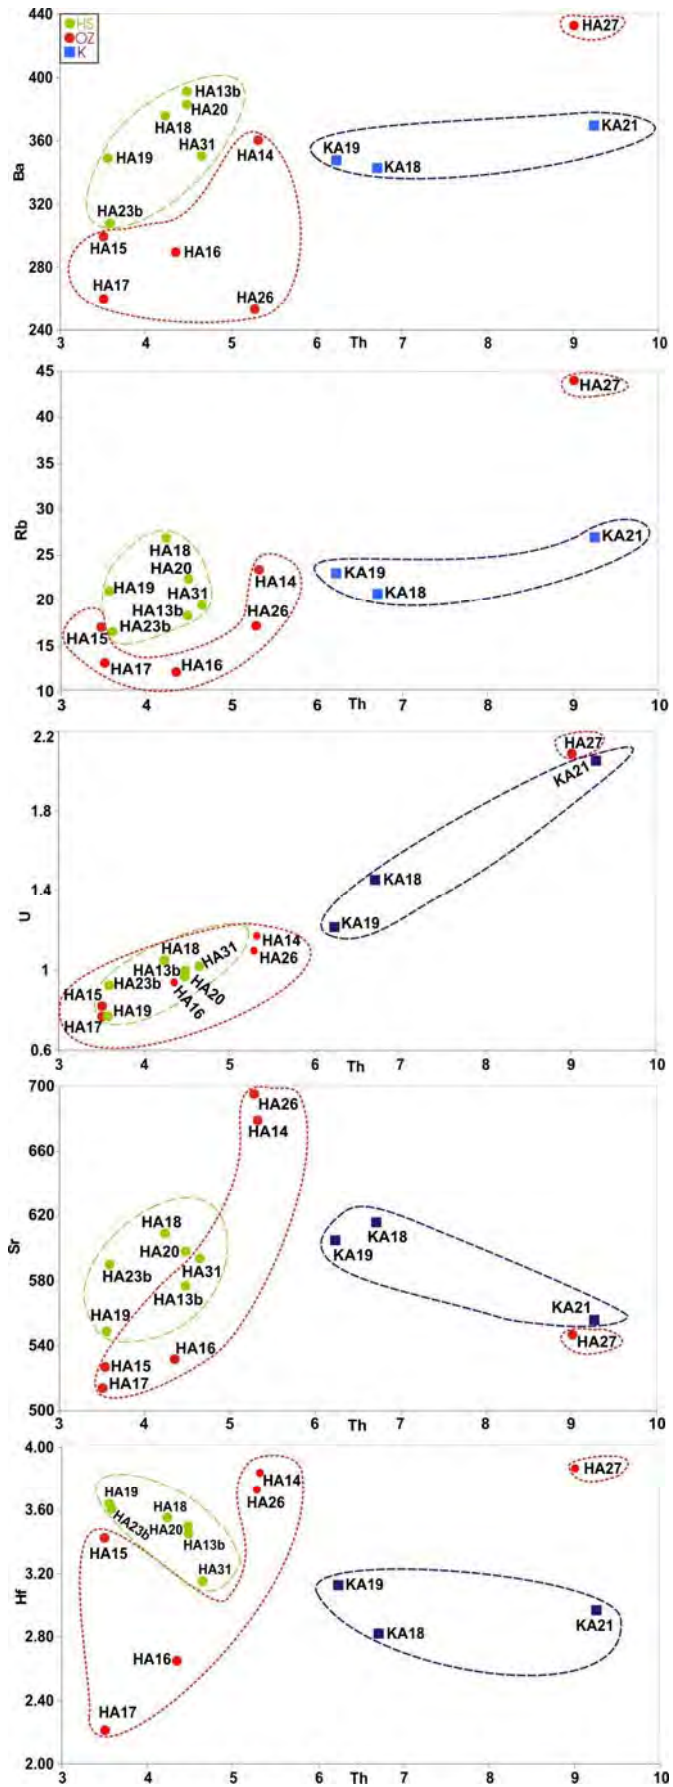 440
HS
OZ
K
HA27
400
HA13b
HA20
HA18
360
HA19
HA31
HA14
KA19
KA18
KA21
Ba
320
HA23b
HA15
HA16
280
HA17
HA26
240
3 4 5 6 Th 7 8 9 10
45
HA27
40
35
30
Rb
25
HA18
HA20
HA14
KA19
KA21
20
HA19
HA31
KA18
HA13b
HA26
HA23b
15
HA15
HA17
HA16
10
3 4 5 6 Th 7 8 9 10
2.2
HA27
KA21
1.8
1.4
KA18
U
KA19
HA18
HA31
HA14
1
HA13b
HA26
HA23b
HA20
HA15
HA16
HA17
HA19
0.6
3 4 5 6 Th 7 8 9 10
700
HA26
HA14
660
620
HA18
KA18
Sr
HA20
KA19
HA23b
HA31
580
HA13b
HA19
KA21
540
HA16
HA27
HA15
HA17
500
3 4 5 6 Th 7 8 9 10
4.00
HA14
HA27
HA19
HA26
3.60
HA18
HA23b
HA20
HA13b
HA15
3.20
HA31
KA19
Hf
KA21
2.80
KA18
HA16
2.40
HA17
2.00
3 4 5 6 Th 7 8 9 10